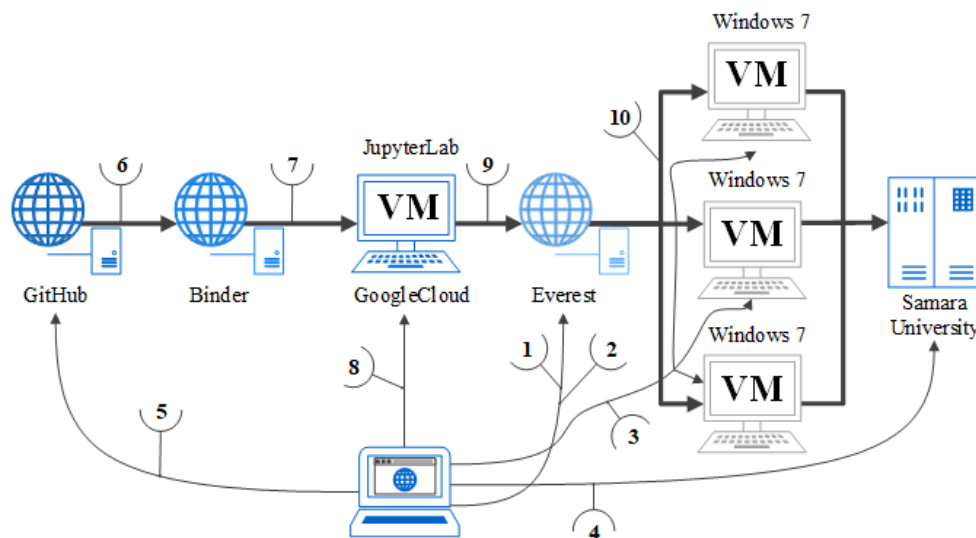 Windows 7
VM
10
JupyterLab
6
7
9
VM
Windows 7
VM
GitHub
Binder
GoogleCloud
Everest
Samara
University
Windows 7
VM
1
2
8
3
5
4